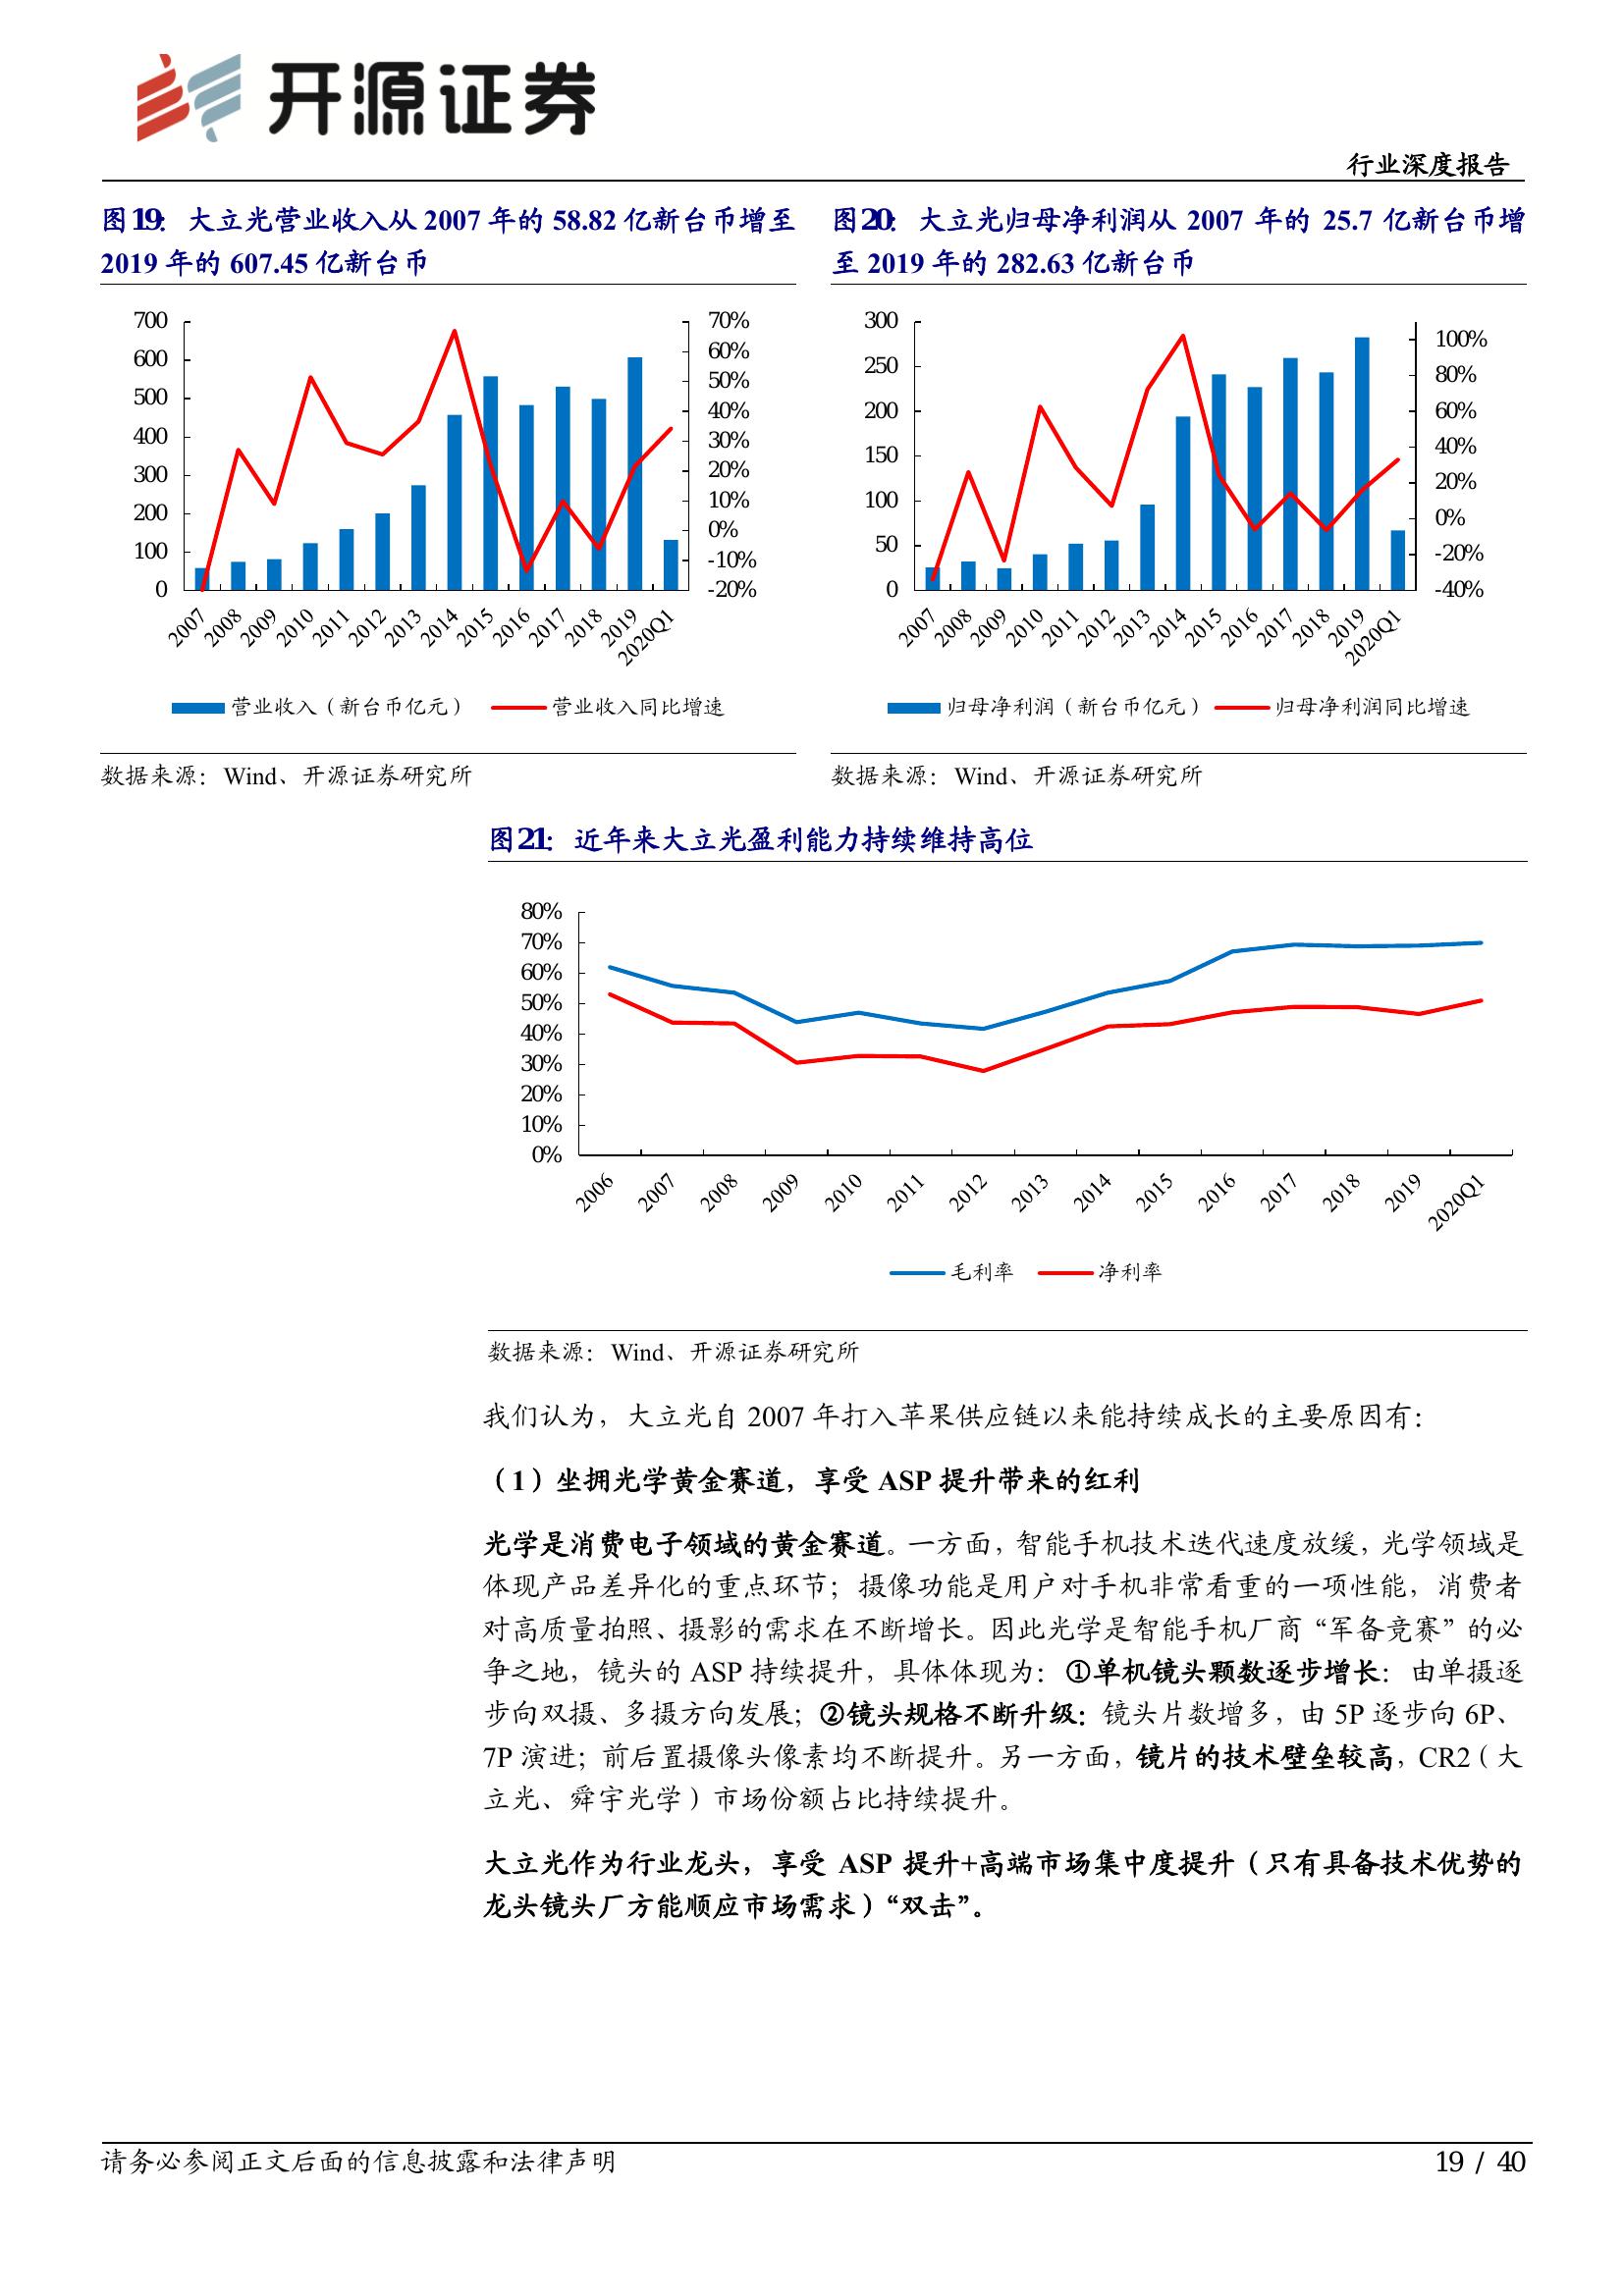 开源证券
行业深度报告
图19： 大立光营业收入从 2007 年的 58.82 亿新台币增至
2019 年的 607.45 亿新台币
700
600
500
400
300
200
100
0
70%
60%
50%
40%
30%
20%
10%
0%
-10%
-20%
2007
2008
2009
2010
2011
2012
2013
2014
2015
2016
2017
2018
2019
2020Q1
营业收入（新台币亿元）
营业收入同比增速
数据来源：Wind、开源证券研究所
图20： 大立光归母净利润从 2007 年的 25.7 亿新台币增
至 2019 年的 282.63 亿新台币
300
250
200
150
100
50
0
100%
80%
60%
40%
20%
0%
-20%
-40%
2007
2008
2009
2010
2011
2012
2013
2014
2015
2016
2017
2018
2019
2020Q1
归母净利润（新台币亿元）
归母净利润同比增速
数据来源：Wind、开源证券研究所
图21： 近年来大立光盈利能力持续维持高位
80%
70%
60%
50%
40%
30%
20%
10%
0%
2006
2007
2008
2009
2010
2011
2012
2013
2014
2015
2016
2017
2018
2019
2020Q1
毛利率
净利率
数据来源：Wind、开源证券研究所
我们认为，大立光自 2007 年打入苹果供应链以来能持续成长的主要原因有：
（1）坐拥光学黄金赛道，享受 ASP 提升带来的红利
光学是消费电子领域的黄金赛道。一方面，智能手机技术迭代速度放缓，光学领域是
体现产品差异化的重点环节；摄像功能是用户对手机非常看重的一项性能，消费者
对高质量拍照、摄影的需求在不断增长。因此光学是智能手机厂商“军备竞赛”的必
争之地，镜头的 ASP 持续提升，具体体现为：①单机镜头颗数逐步增长：由单摄逐
步向双摄、多摄方向发展；②镜头规格不断升级：镜头片数增多，由 5P 逐步向 6P、
7P 演进；前后置摄像头像素均不断提升。另一方面，镜片的技术壁垒较高，CR2（大
立光、舜宇光学）市场份额占比持续提升。
大立光作为行业龙头，享受 ASP 提升+高端市场集中度提升（只有具备技术优势的
龙头镜头厂方能顺应市场需求）“双击”。
请务必参阅正文后面的信息披露和法律声明
19 / 40